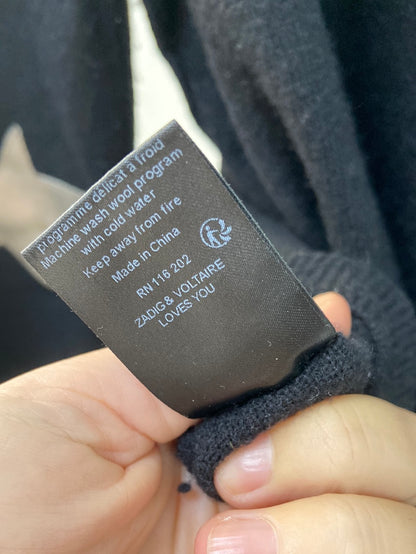 programme délicat à froid
Machine wash wool program
with cold water
Keep away from fire
Made in China
RN 116 202
ZADIG & VOLTAIRE
LOVES YOU